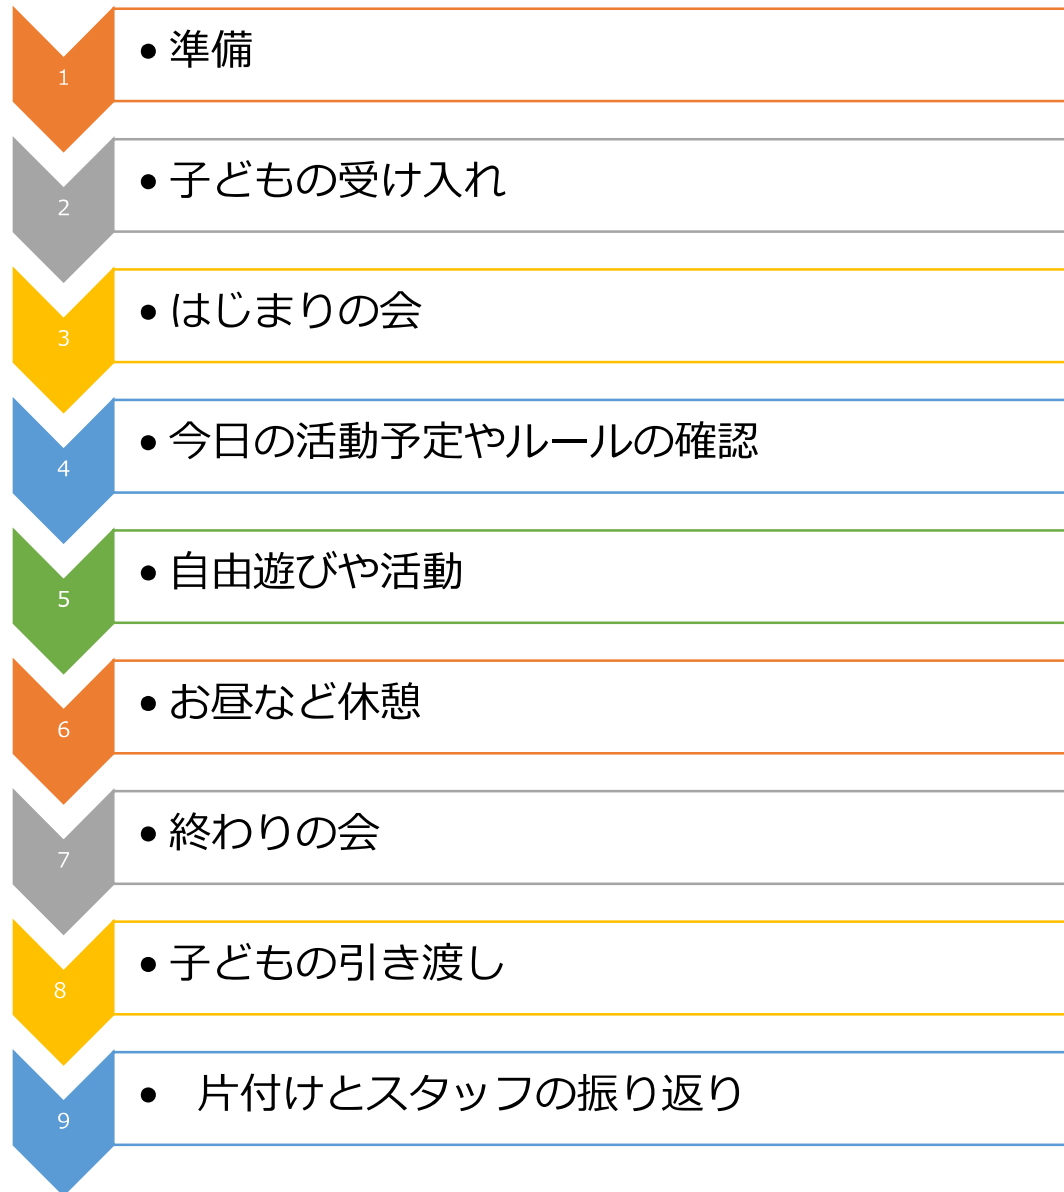 1
• 準備
2
• 子どもの受け入れ
3
• はじまりの会
4
• 今日の活動予定やルールの確認
5
• 自由遊びや活動
6
• お昼など休憩
7
• 終わりの会
8
• 子どもの引き渡し
9
•　片付けとスタッフの振り返り